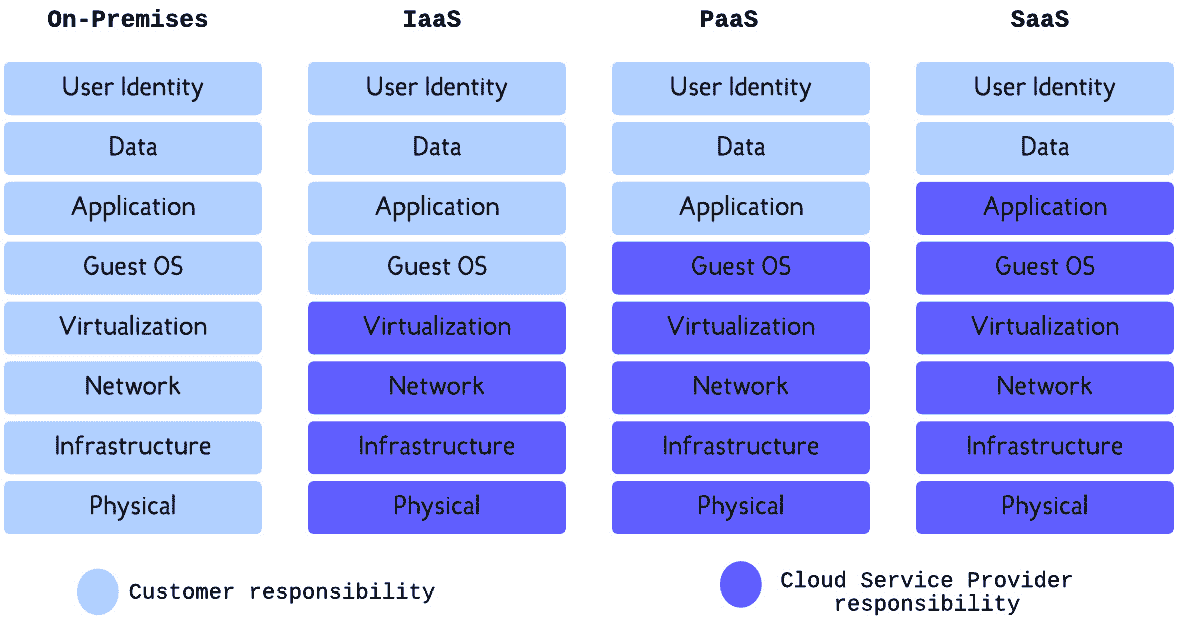 On-Premises
IaaS
PaaS
SaaS
User Identity
User Identity
User Identity
User Identity
Data
Data
Data
Data
Application
Application
Application
Application
Guest OS
Guest OS
Guest OS
Guest OS
Virtualization
Virtualization
Virtualization
Virtualization
Network
Network
Network
Network
Infrastructure
Infrastructure
Infrastructure
Infrastructure
Physical
Physical
Physical
Physical
Customer responsibility
Cloud Service Provider
responsibility